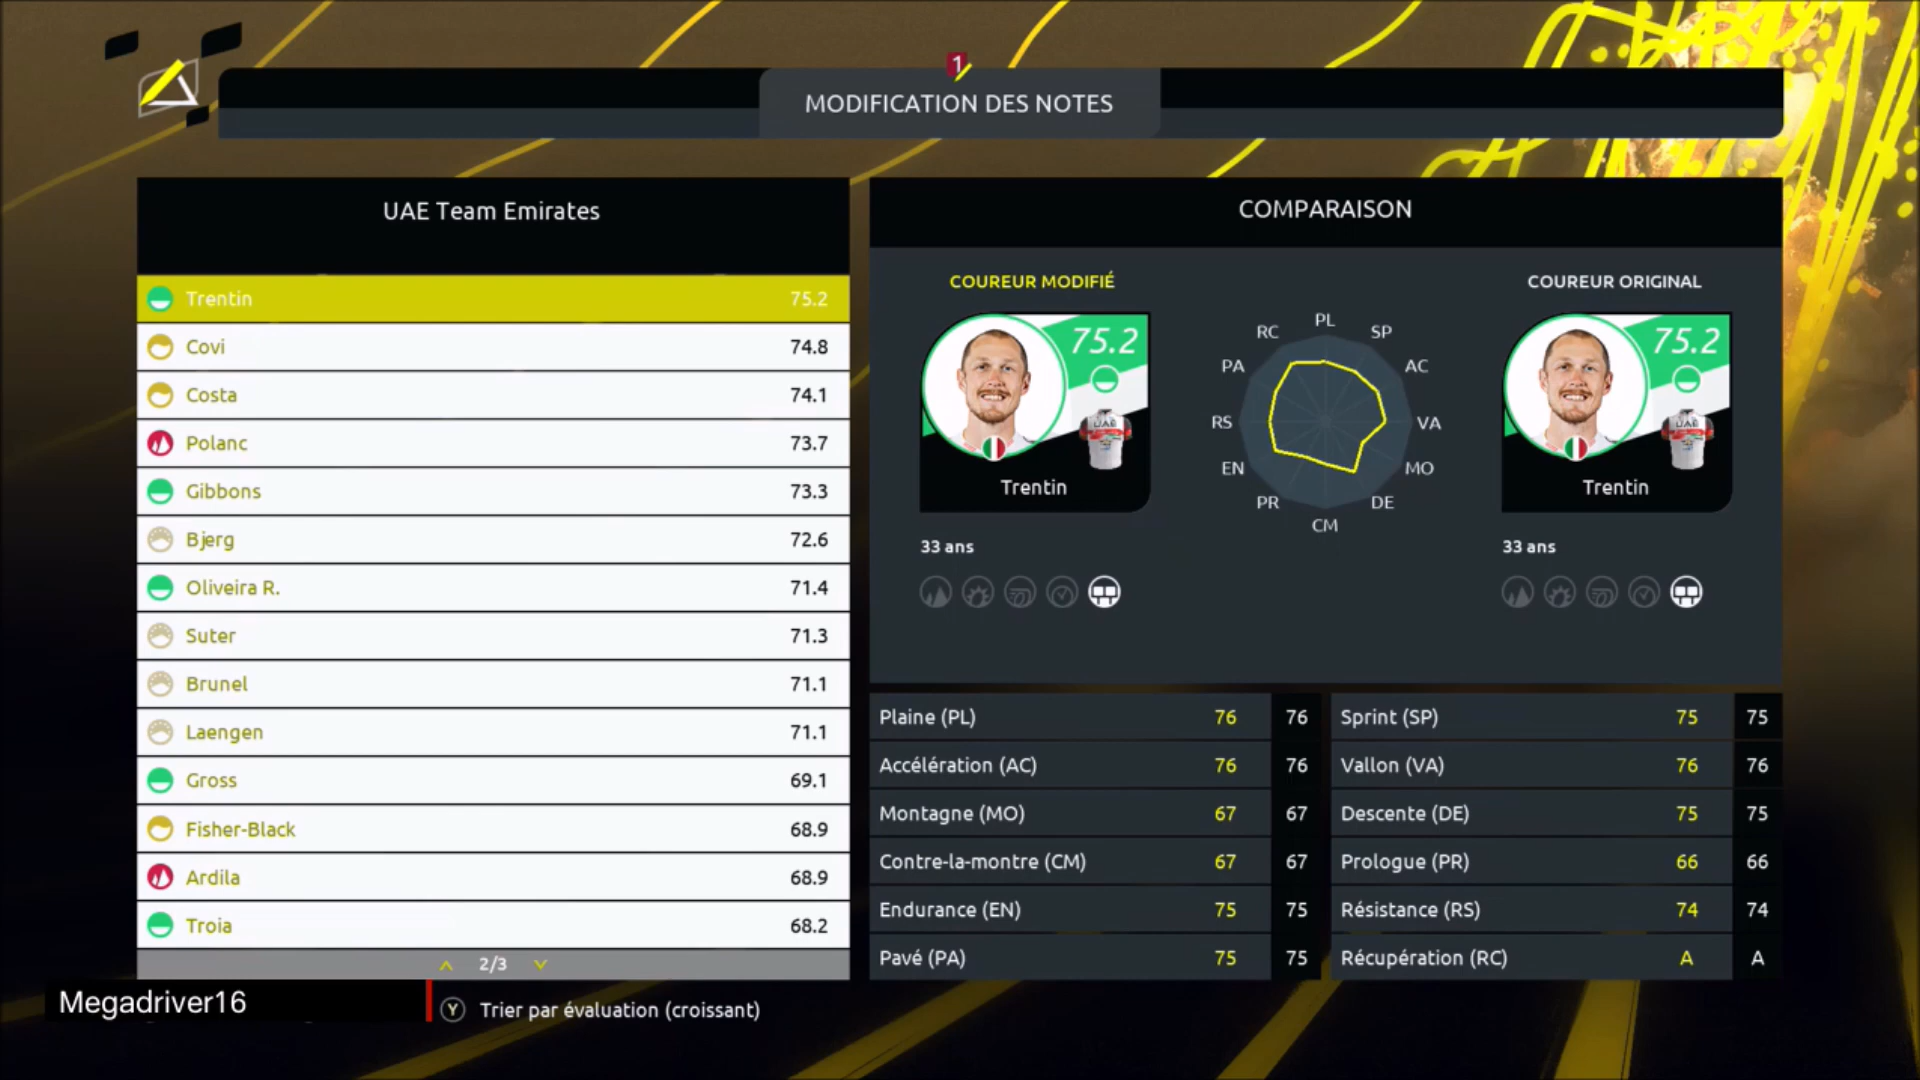 1
MODIFICATION DES NOTES
UAE Team Emirates
Trentin 75.2
Covi 74.8
Costa 74.1
Polanc 73.7
Gibbons 73.3
Bjerg 72.6
Oliveira R. 71.4
Suter 71.3
Brunel 71.1
Laengen 71.1
Gross 69.1
Fisher-Black 68.9
Ardila 68.9
Troia 68.2
2/3
Megadriver16
Y Trier par évaluation (croissant)
COMPARAISON
COUREUR MODIFIÉ
75.2
UAE
Trentin
33 ans
PL
SP
AC
VA
MO
DE
CM
PR
EN
RS
PA
RC
COUREUR ORIGINAL
75.2
UAE
Trentin
33 ans
Plaine (PL) 76 76 Sprint (SP) 75 75
Accélération (AC) 76 76 Vallon (VA) 76 76
Montagne (MO) 67 67 Descente (DE) 75 75
Contre-la-montre (CM) 67 67 Prologue (PR) 66 66
Endurance (EN) 75 75 Résistance (RS) 74 74
Pavé (PA) 75 75 Récupération (RC) A A